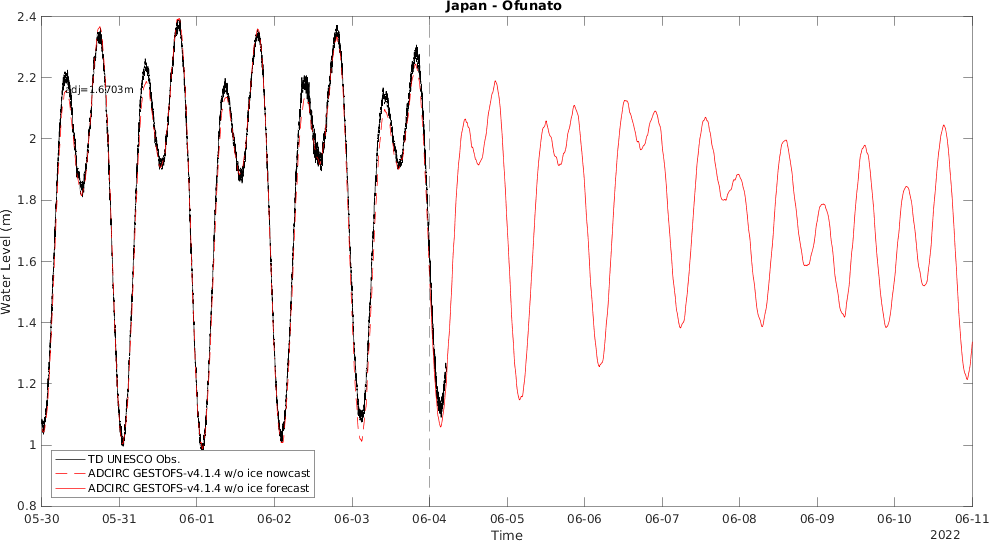 Japan - Ofunato
2.4
2.2
2
1.8
1.6
1.4
1.2
1
0.8
Water Level (m)
adj=1.6703m
TD UNESCO Obs.
ADCIRC GESTOFS-v4.1.4 w/o ice nowcast
ADCIRC GESTOFS-v4.1.4 w/o ice forecast
05-30 05-31 06-01 06-02 06-03 06-04 06-05 06-06 06-07 06-08 06-09 06-10 06-11
Time
2022